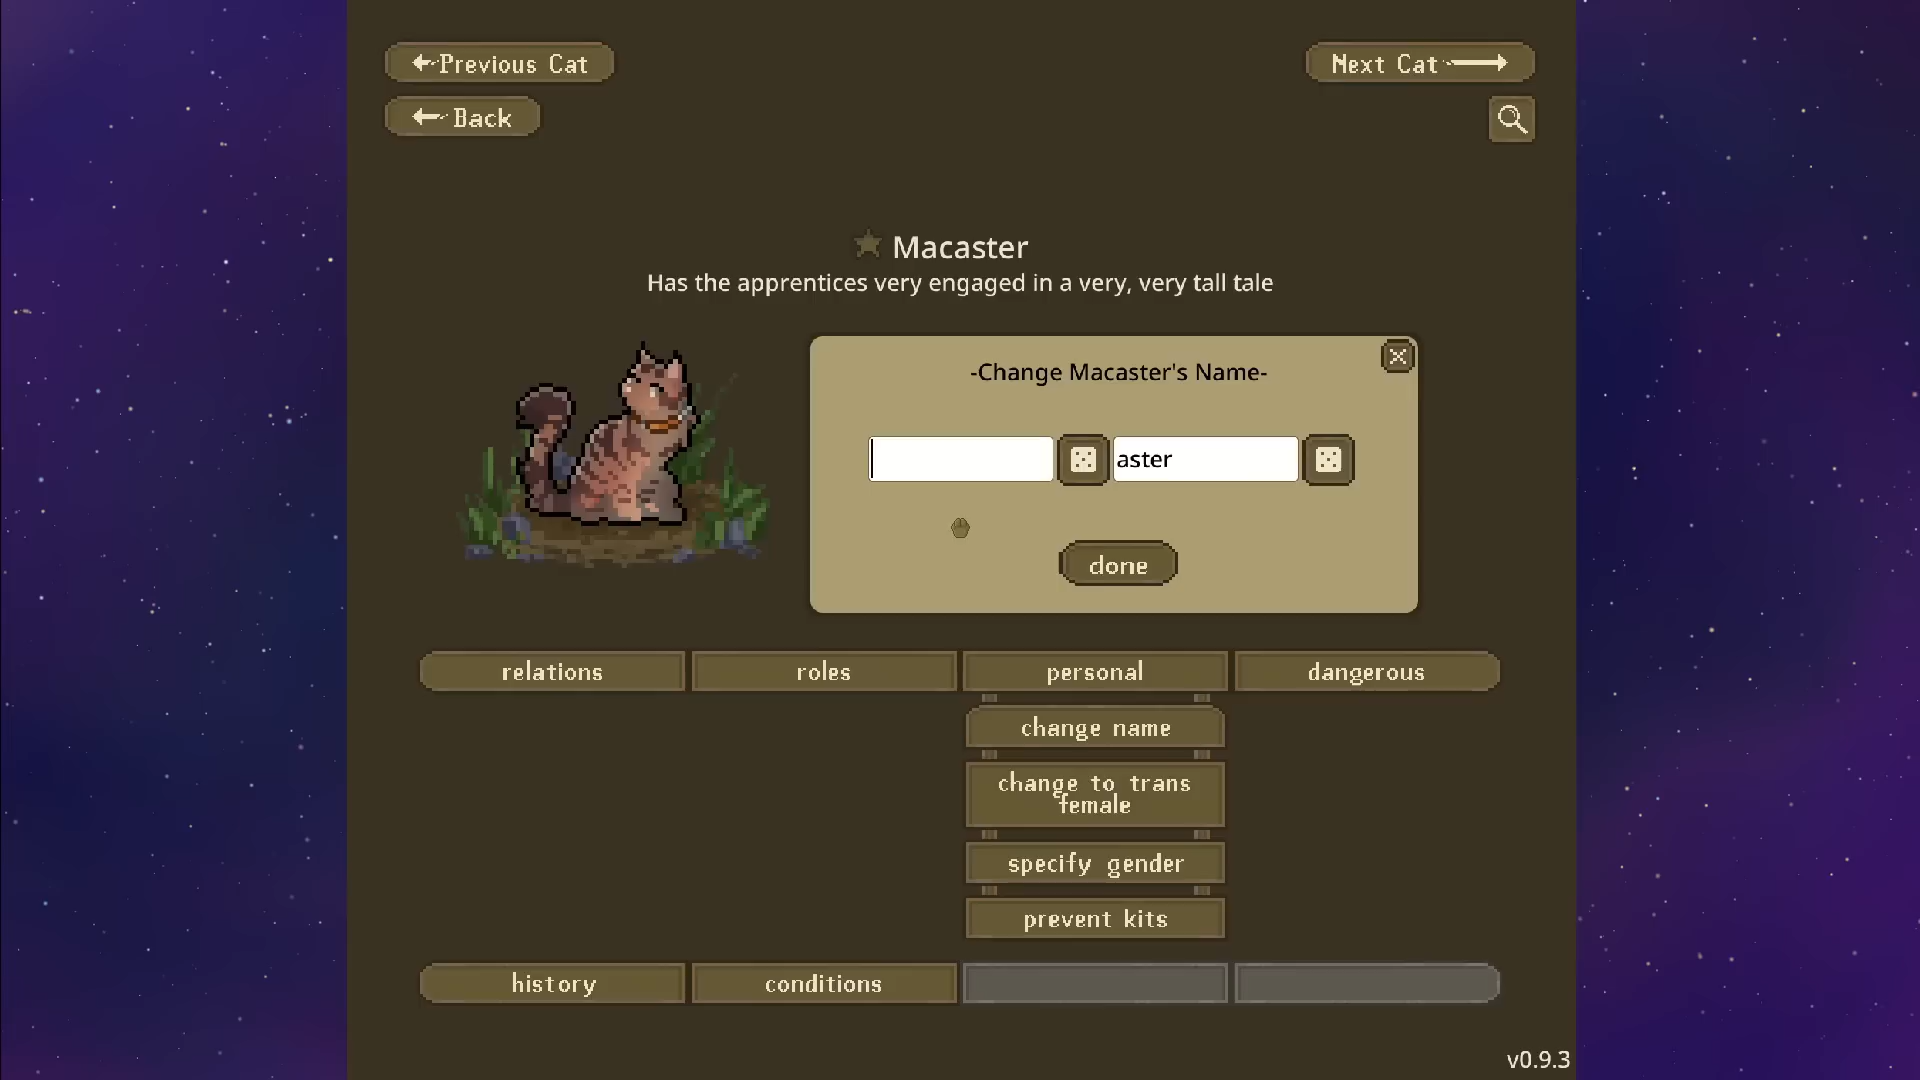 Previous Cat
Next Cat
Back
Macaster
Has the apprentices very engaged in a very, very tall tale
-Change Macaster's Name-
aster
done
relations
roles
personal
dangerous
change name
change to trans
female
specify gender
prevent kits
history
conditions
v0.9.3